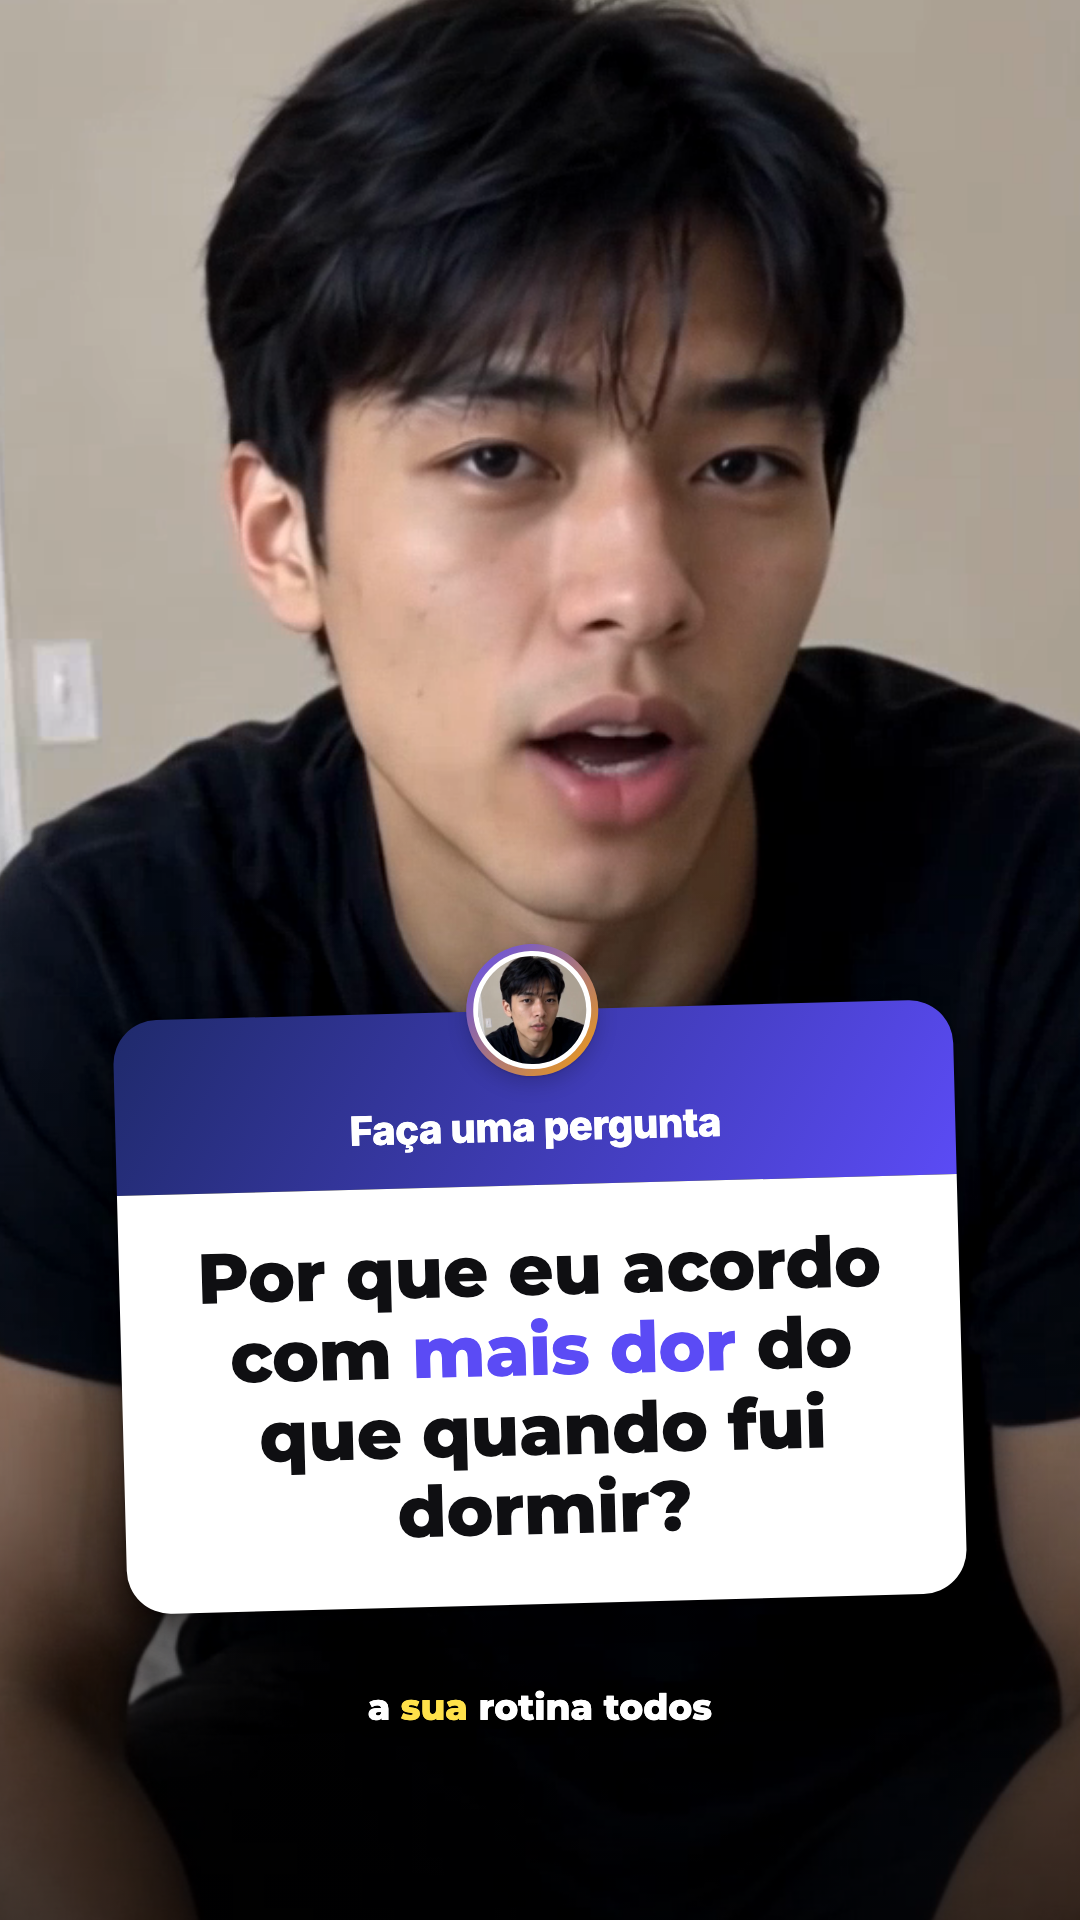 Faça uma pergunta
Por que eu acordo
com mais dor do
que quando fui
dormir?
a sua rotina todos